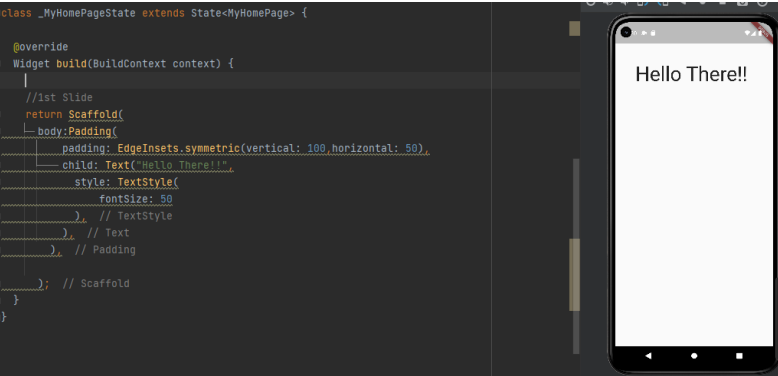 class _MyHomePageState extends State<MyHomePage> {
@override
Widget build(BuildContext context) {
//1st Slide
return Scaffold(
body:Padding(
padding: EdgeInsets.symmetric(vertical: 100,horizontal: 50),
child: Text("Hello There!!",
style: TextStyle(
fontSize: 50
), // TextStyle
), // Text
), // Padding
); // Scaffold
}
}
Hello There!!